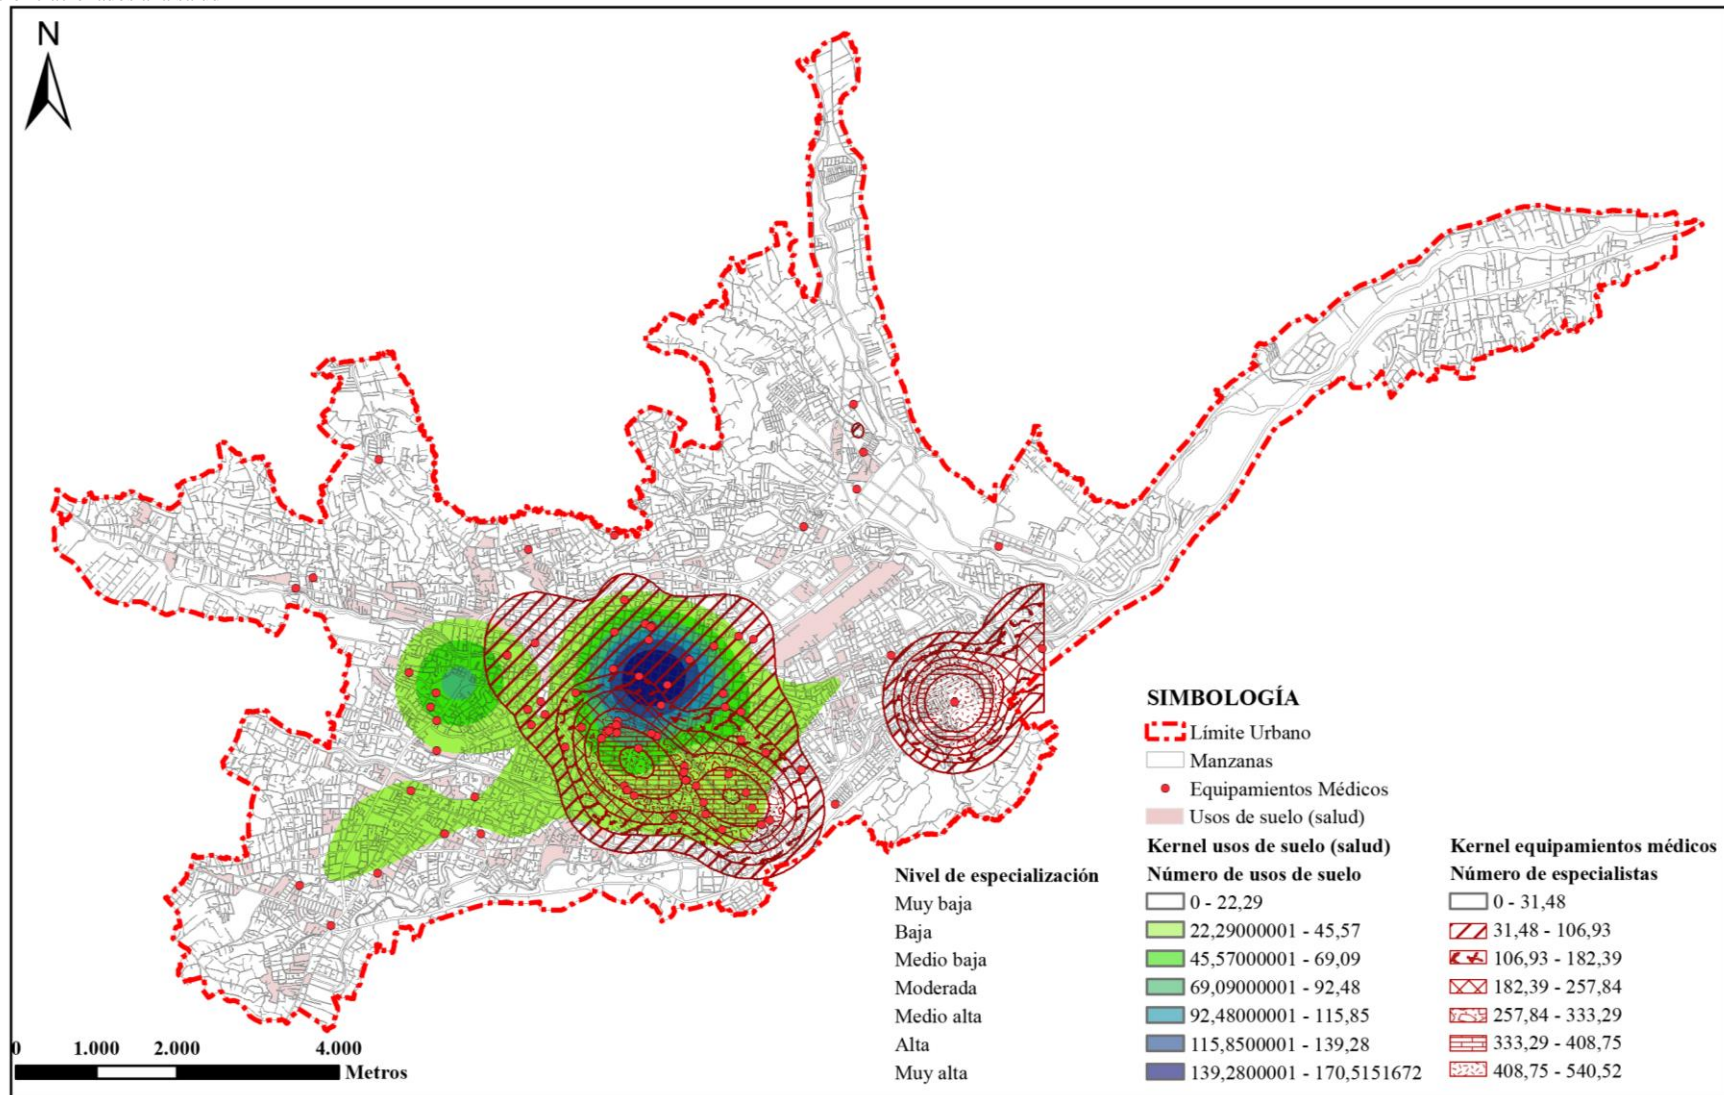 N
SIMBOLOGÍA
Límite Urbano
Manzanas
Equipamientos Médicos
Usos de suelo (salud)
Kernel usos de suelo (salud) Kernel equipamientos médicos
Nivel de especialización Número de usos de suelo Número de especialistas
Muy baja 0 - 22,29 0 - 31,48
Baja 22,29000001 - 45,57 31,48 - 106,93
Medio baja 45,57000001 - 69,09 106,93 - 182,39
Moderada 69,09000001 - 92,48 182,39 - 257,84
Medio alta 92,48000001 - 115,85 257,84 - 333,29
Alta 115,8500001 - 139,28 333,29 - 408,75
Muy alta 139,2800001 - 170,5151672 408,75 - 540,52
0 1.000 2.000 4.000
Metros